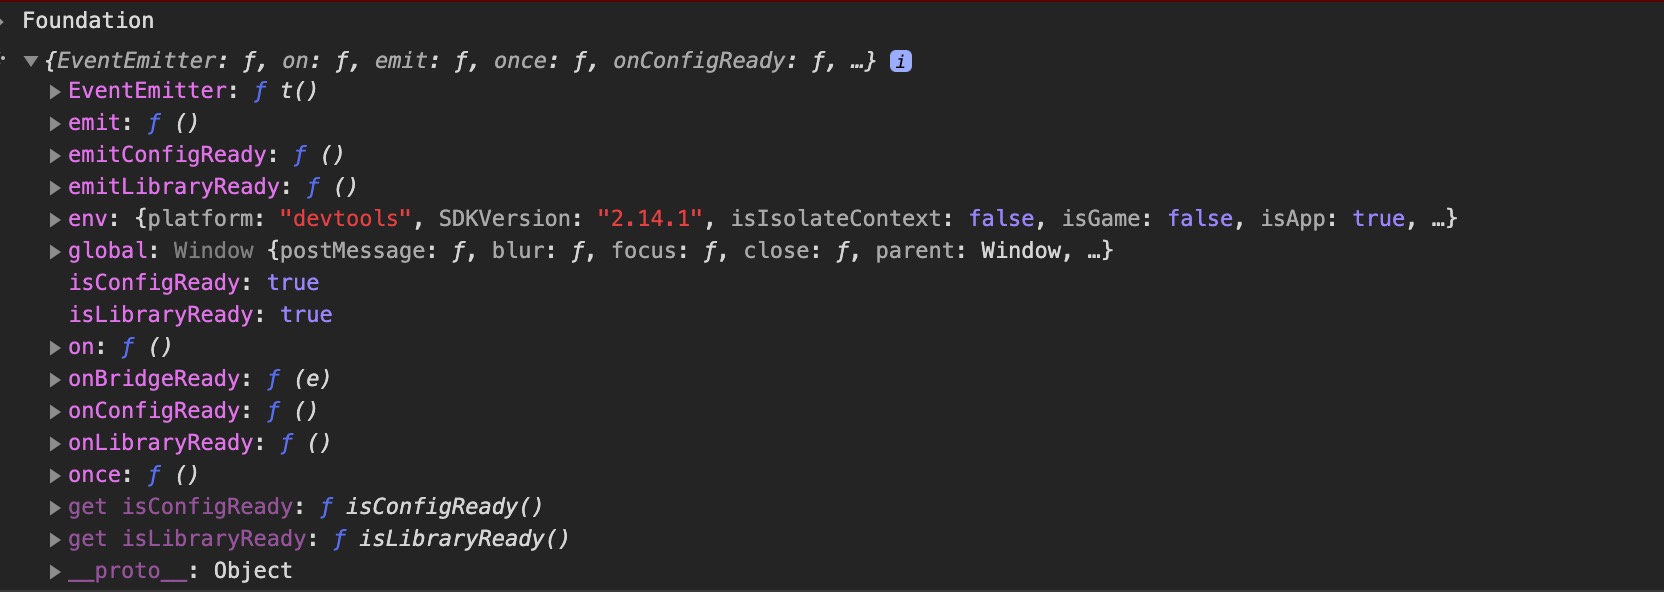 Foundation
{EventEmitter: ƒ, on: ƒ, emit: ƒ, once: ƒ, onConfigReady: ƒ, …} i
EventEmitter: ƒ t()
emit: ƒ ()
emitConfigReady: ƒ ()
emitLibraryReady: ƒ ()
env: {platform: "devtools", SDKVersion: "2.14.1", isIsolateContext: false, isGame: false, isApp: true, …}
global: Window {postMessage: ƒ, blur: ƒ, focus: ƒ, close: ƒ, parent: Window, …}
isConfigReady: true
isLibraryReady: true
on: ƒ ()
onBridgeReady: ƒ (e)
onConfigReady: ƒ ()
onLibraryReady: ƒ ()
once: ƒ ()
get isConfigReady: ƒ isConfigReady()
get isLibraryReady: ƒ isLibraryReady()
__proto__: Object